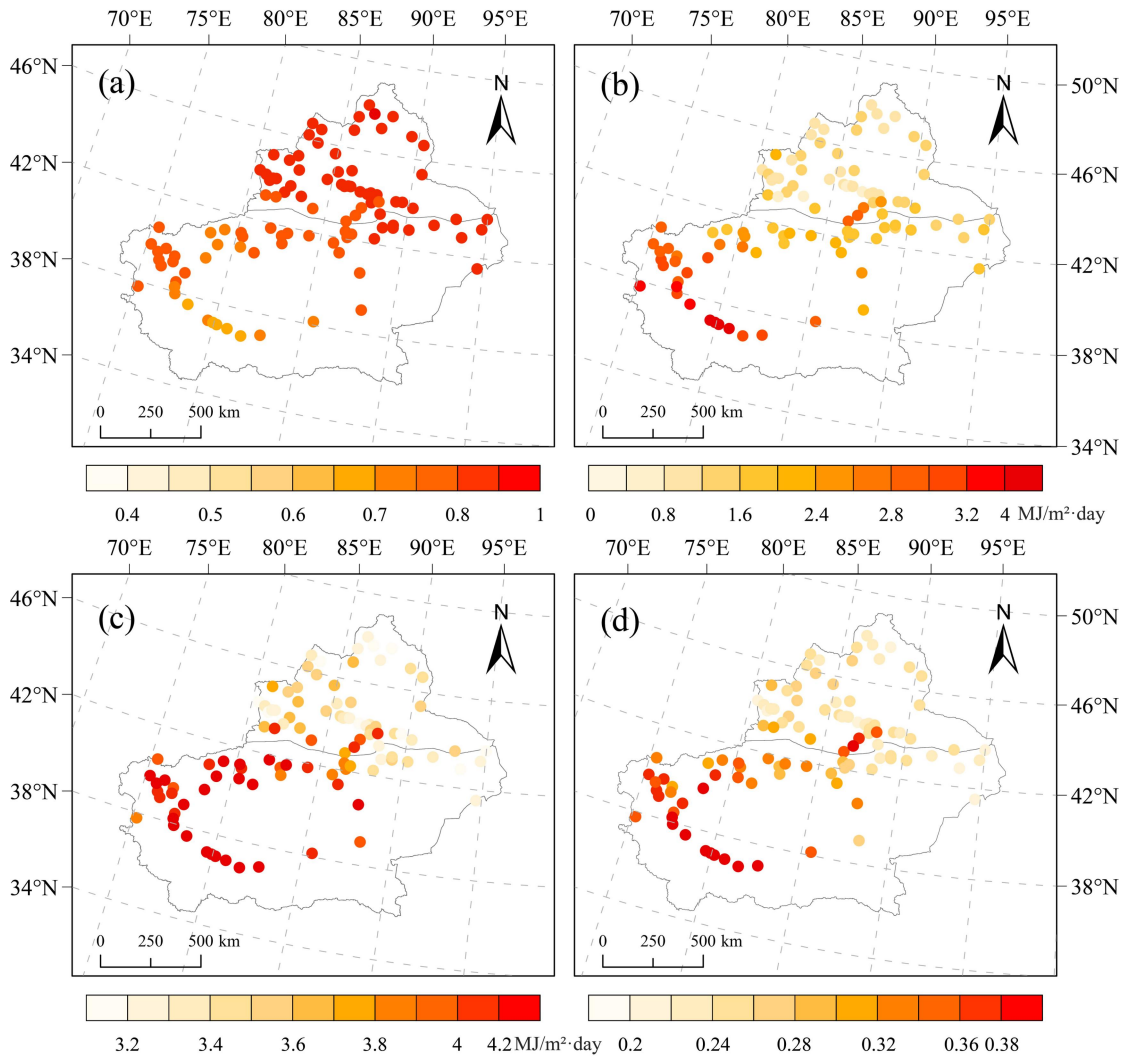 70°E 75°E 80°E 85°E 90°E 95°E
70°E 75°E 80°E 85°E 90°E 95°E
46°N
42°N
38°N
34°N
(a)
N
0 250 500 km
(b)
N
0 250 500 km
50°N
46°N
42°N
38°N
34°N
0.4 0.5 0.6 0.7 0.8 1
0 0.8 1.6 2.4 2.8 3.2 4 MJ/m²·day
70°E 75°E 80°E 85°E 90°E 95°E
70°E 75°E 80°E 85°E 90°E 95°E
46°N
42°N
38°N
34°N
(c)
N
0 250 500 km
(d)
N
0 250 500 km
50°N
46°N
42°N
38°N
3.2 3.4 3.6 3.8 4 4.2 MJ/m²·day
0.2 0.24 0.28 0.32 0.36 0.38